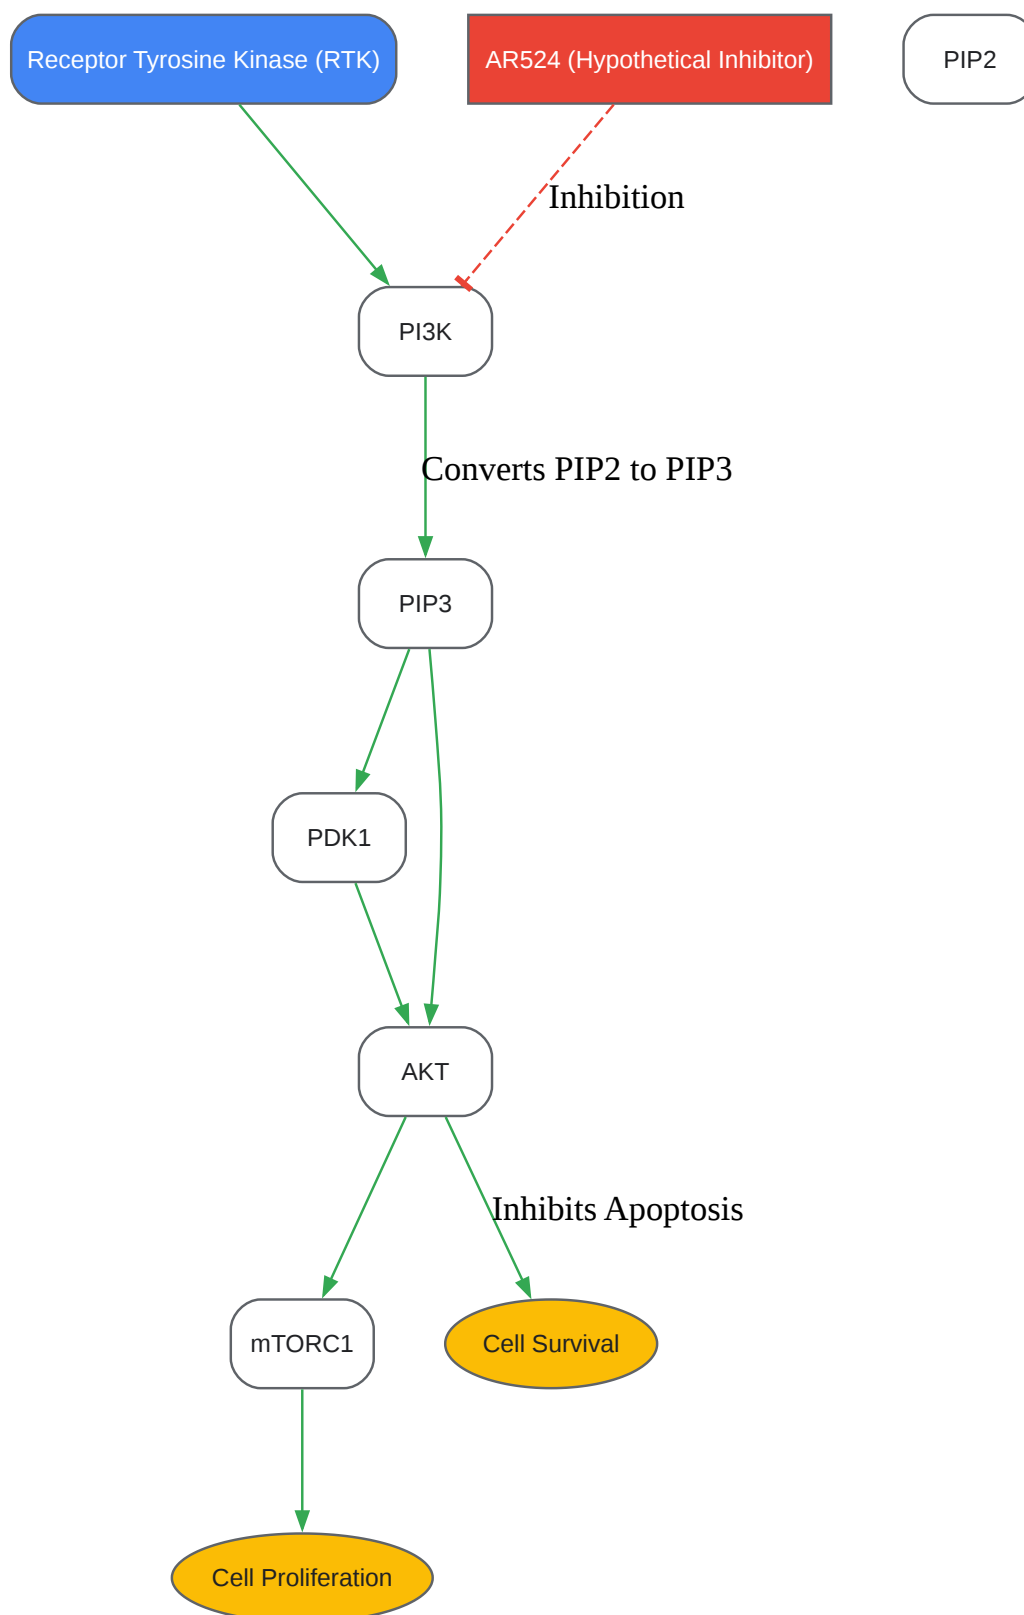 Receptor Tyrosine Kinase (RTK)
AR524 (Hypothetical Inhibitor)
PIP2
Inhibition
PI3K
Converts PIP2 to PIP3
PIP3
PDK1
AKT
Inhibits Apoptosis
mTORC1
Cell Survival
Cell Proliferation